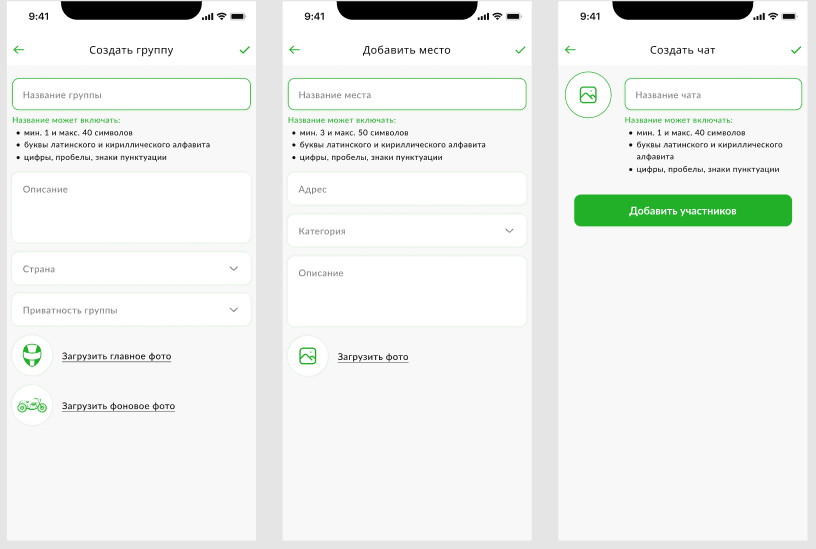 9:41
Создать группу
Название группы
Название может включать:
• мин. 1 и макс. 40 символов
• буквы латинского и кириллического алфавита
• цифры, пробелы, знаки пунктуации
Описание
Страна
Приватность группы
Загрузить главное фото
Загрузить фоновое фото
9:41
Добавить место
Название места
Название может включать:
• мин. 3 и макс. 50 символов
• буквы латинского и кириллического алфавита
• цифры, пробелы, знаки пунктуации
Адрес
Категория
Описание
Загрузить фото
9:41
Создать чат
Название чата
Название может включать:
• мин. 1 и макс. 40 символов
• буквы латинского и кириллического
алфавита
• цифры, пробелы, знаки пунктуации
Добавить участников